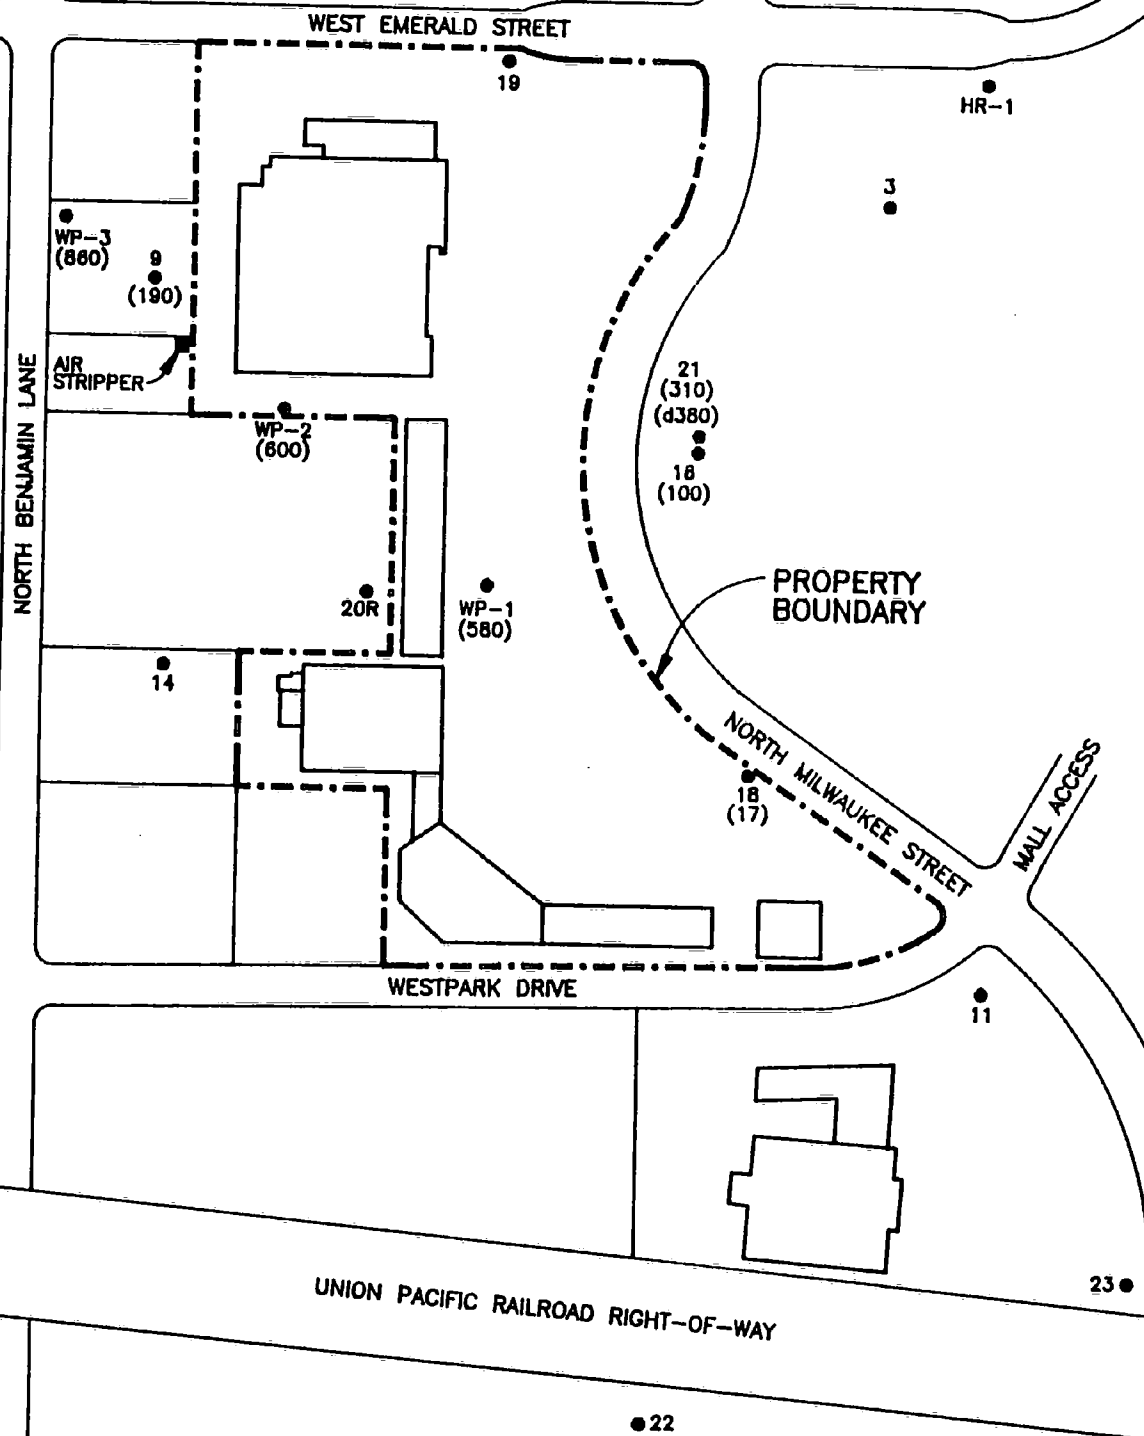 WEST EMERALD STREET
19
HR-1
3
WP-3
(860)
9
(190)
AIR
STRIPPER
NORTH BENJAMIN LANE
WP-2
(600)
21
(310)
(d380)
16
(100)
PROPERTY
BOUNDARY
20R
WP-1
(580)
14
NORTH MILWAUKEE STREET
MALL ACCESS
18
(17)
WESTPARK DRIVE
11
23
UNION PACIFIC RAILROAD RIGHT-OF-WAY
22